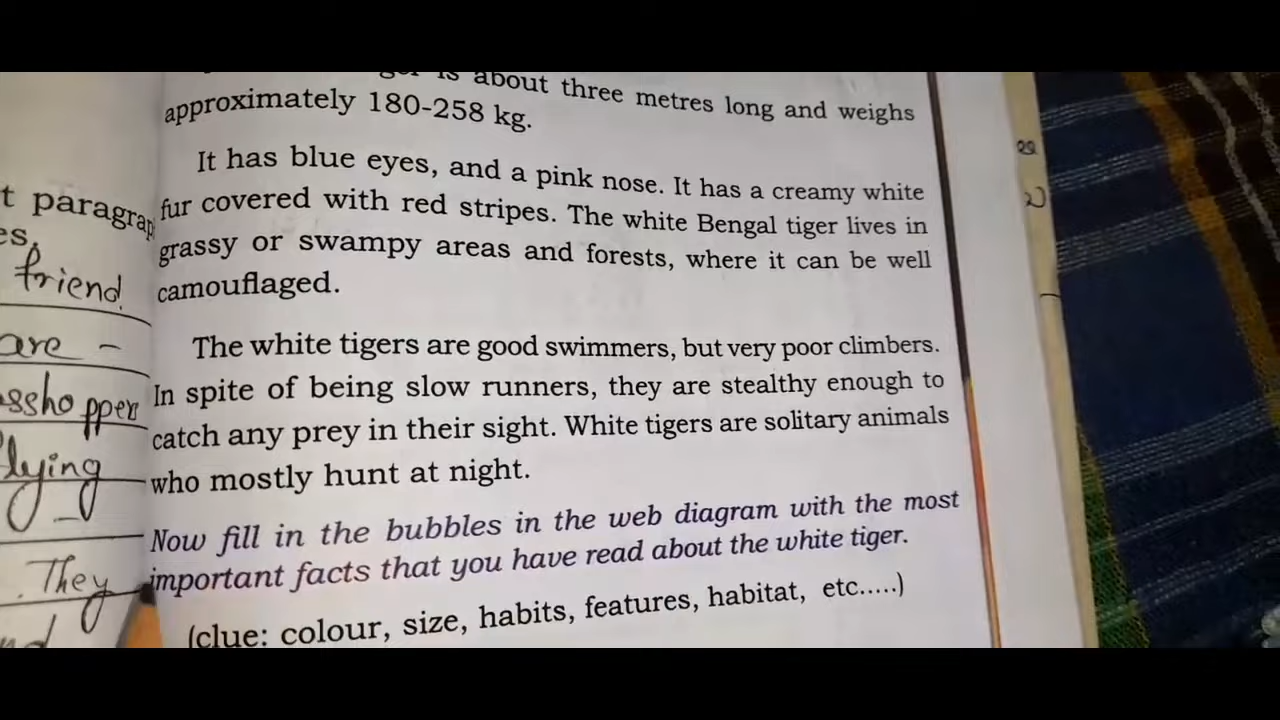 is about three metres long and weighs
approximately 180-258 kg.
It has blue eyes, and a pink nose. It has a creamy white
fur covered with red stripes. The white Bengal tiger lives in
grassy or swampy areas and forests, where it can be well
camouflaged.
The white tigers are good swimmers, but very poor climbers.
In spite of being slow runners, they are stealthy enough to
catch any prey in their sight. White tigers are solitary animals
who mostly hunt at night.
Now fill in the bubbles in the web diagram with the most
important facts that you have read about the white tiger.
(clue: colour, size, habits, features, habitat, etc.....)
t paragrap
es.
friend
are -
sshopper
lying
They